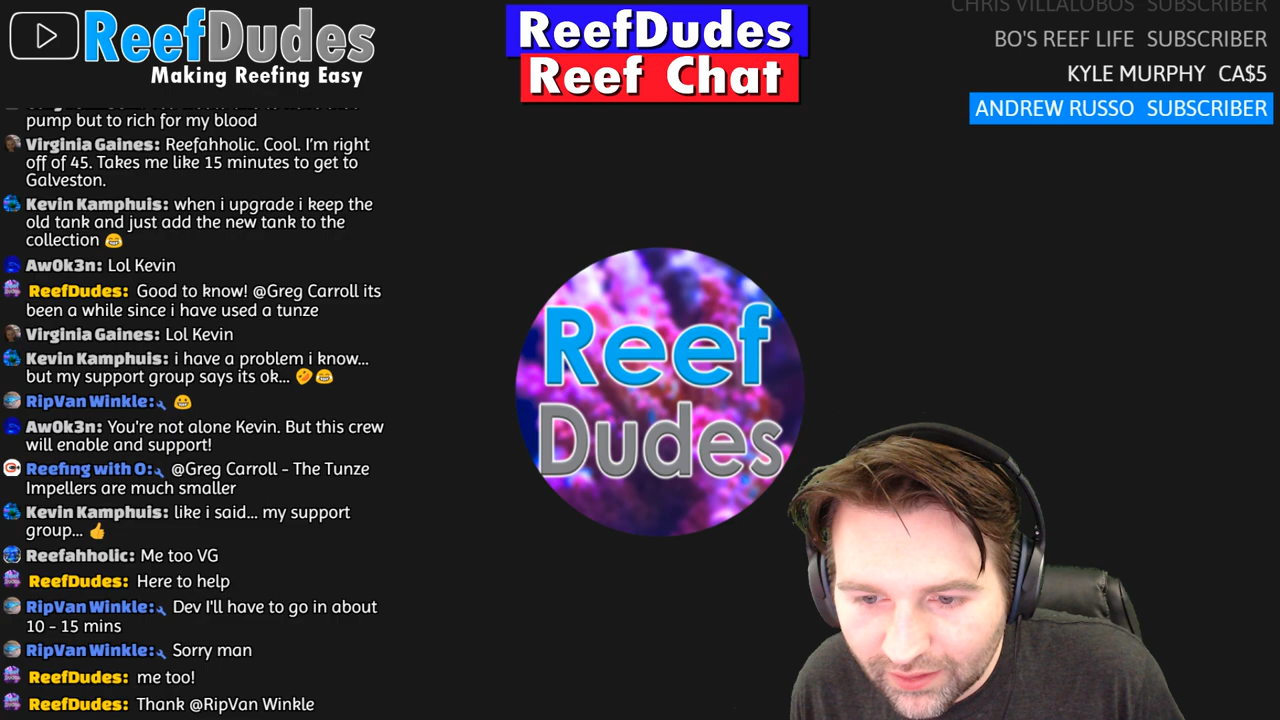 ReefDudes
Making Reefing Easy
ReefDudes
Reef Chat
CHRIS VILLALOBOS SUBSCRIBER
BO'S REEF LIFE SUBSCRIBER
KYLE MURPHY CA$5
ANDREW RUSSO SUBSCRIBER
pump but to rich for my blood
Virginia Gaines: Reefahholic. Cool. I'm right
off of 45. Takes me like 15 minutes to get to
Galveston.
Kevin Kamphuis: when i upgrade i keep the
old tank and just add the new tank to the
collection 😂
Aw0k3n: Lol Kevin
ReefDudes: Good to know! @Greg Carroll its
been a while since i have used a tunze
Virginia Gaines: Lol Kevin
Kevin Kamphuis: i have a problem i know...
but my support group says its ok... 🤣😂
RipVan Winkle: 😀
Aw0k3n: You're not alone Kevin. But this crew
will enable and support!
Reefing with O: @Greg Carroll - The Tunze
Impellers are much smaller
Kevin Kamphuis: like i said... my support
group... 👍
Reefahholic: Me too VG
ReefDudes: Here to help
RipVan Winkle: Dev I'll have to go in about
10 - 15 mins
RipVan Winkle: Sorry man
ReefDudes: me too!
ReefDudes: Thank @RipVan Winkle
Reef
Dudes